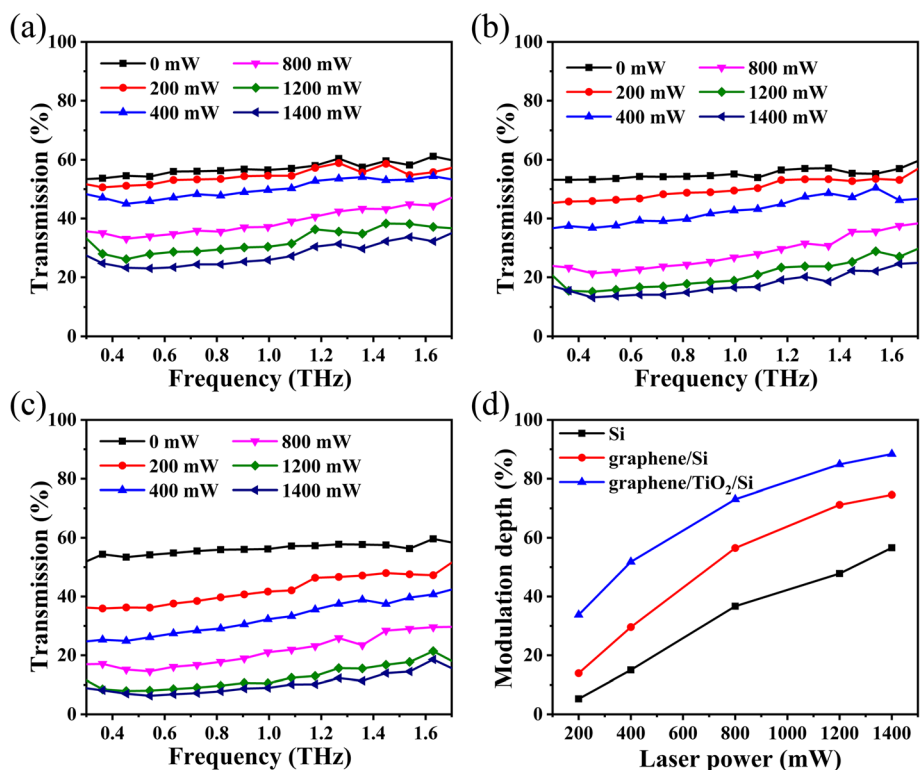 (a)
100
80
60
40
20
0
Transmission (%)
0 mW
200 mW
400 mW
800 mW
1200 mW
1400 mW
0.4 0.6 0.8 1.0 1.2 1.4 1.6
Frequency (THz)
(b)
100
80
60
40
20
0
Transmission (%)
0 mW
200 mW
400 mW
800 mW
1200 mW
1400 mW
0.4 0.6 0.8 1.0 1.2 1.4 1.6
Frequency (THz)
(c)
100
80
60
40
20
0
Transmission (%)
0 mW
200 mW
400 mW
800 mW
1200 mW
1400 mW
0.4 0.6 0.8 1.0 1.2 1.4 1.6
Frequency (THz)
(d)
100
80
60
40
20
0
Modulation depth (%)
Si
graphene/Si
graphene/TiO₂/Si
200 400 600 800 1000 1200 1400
Laser power (mW)